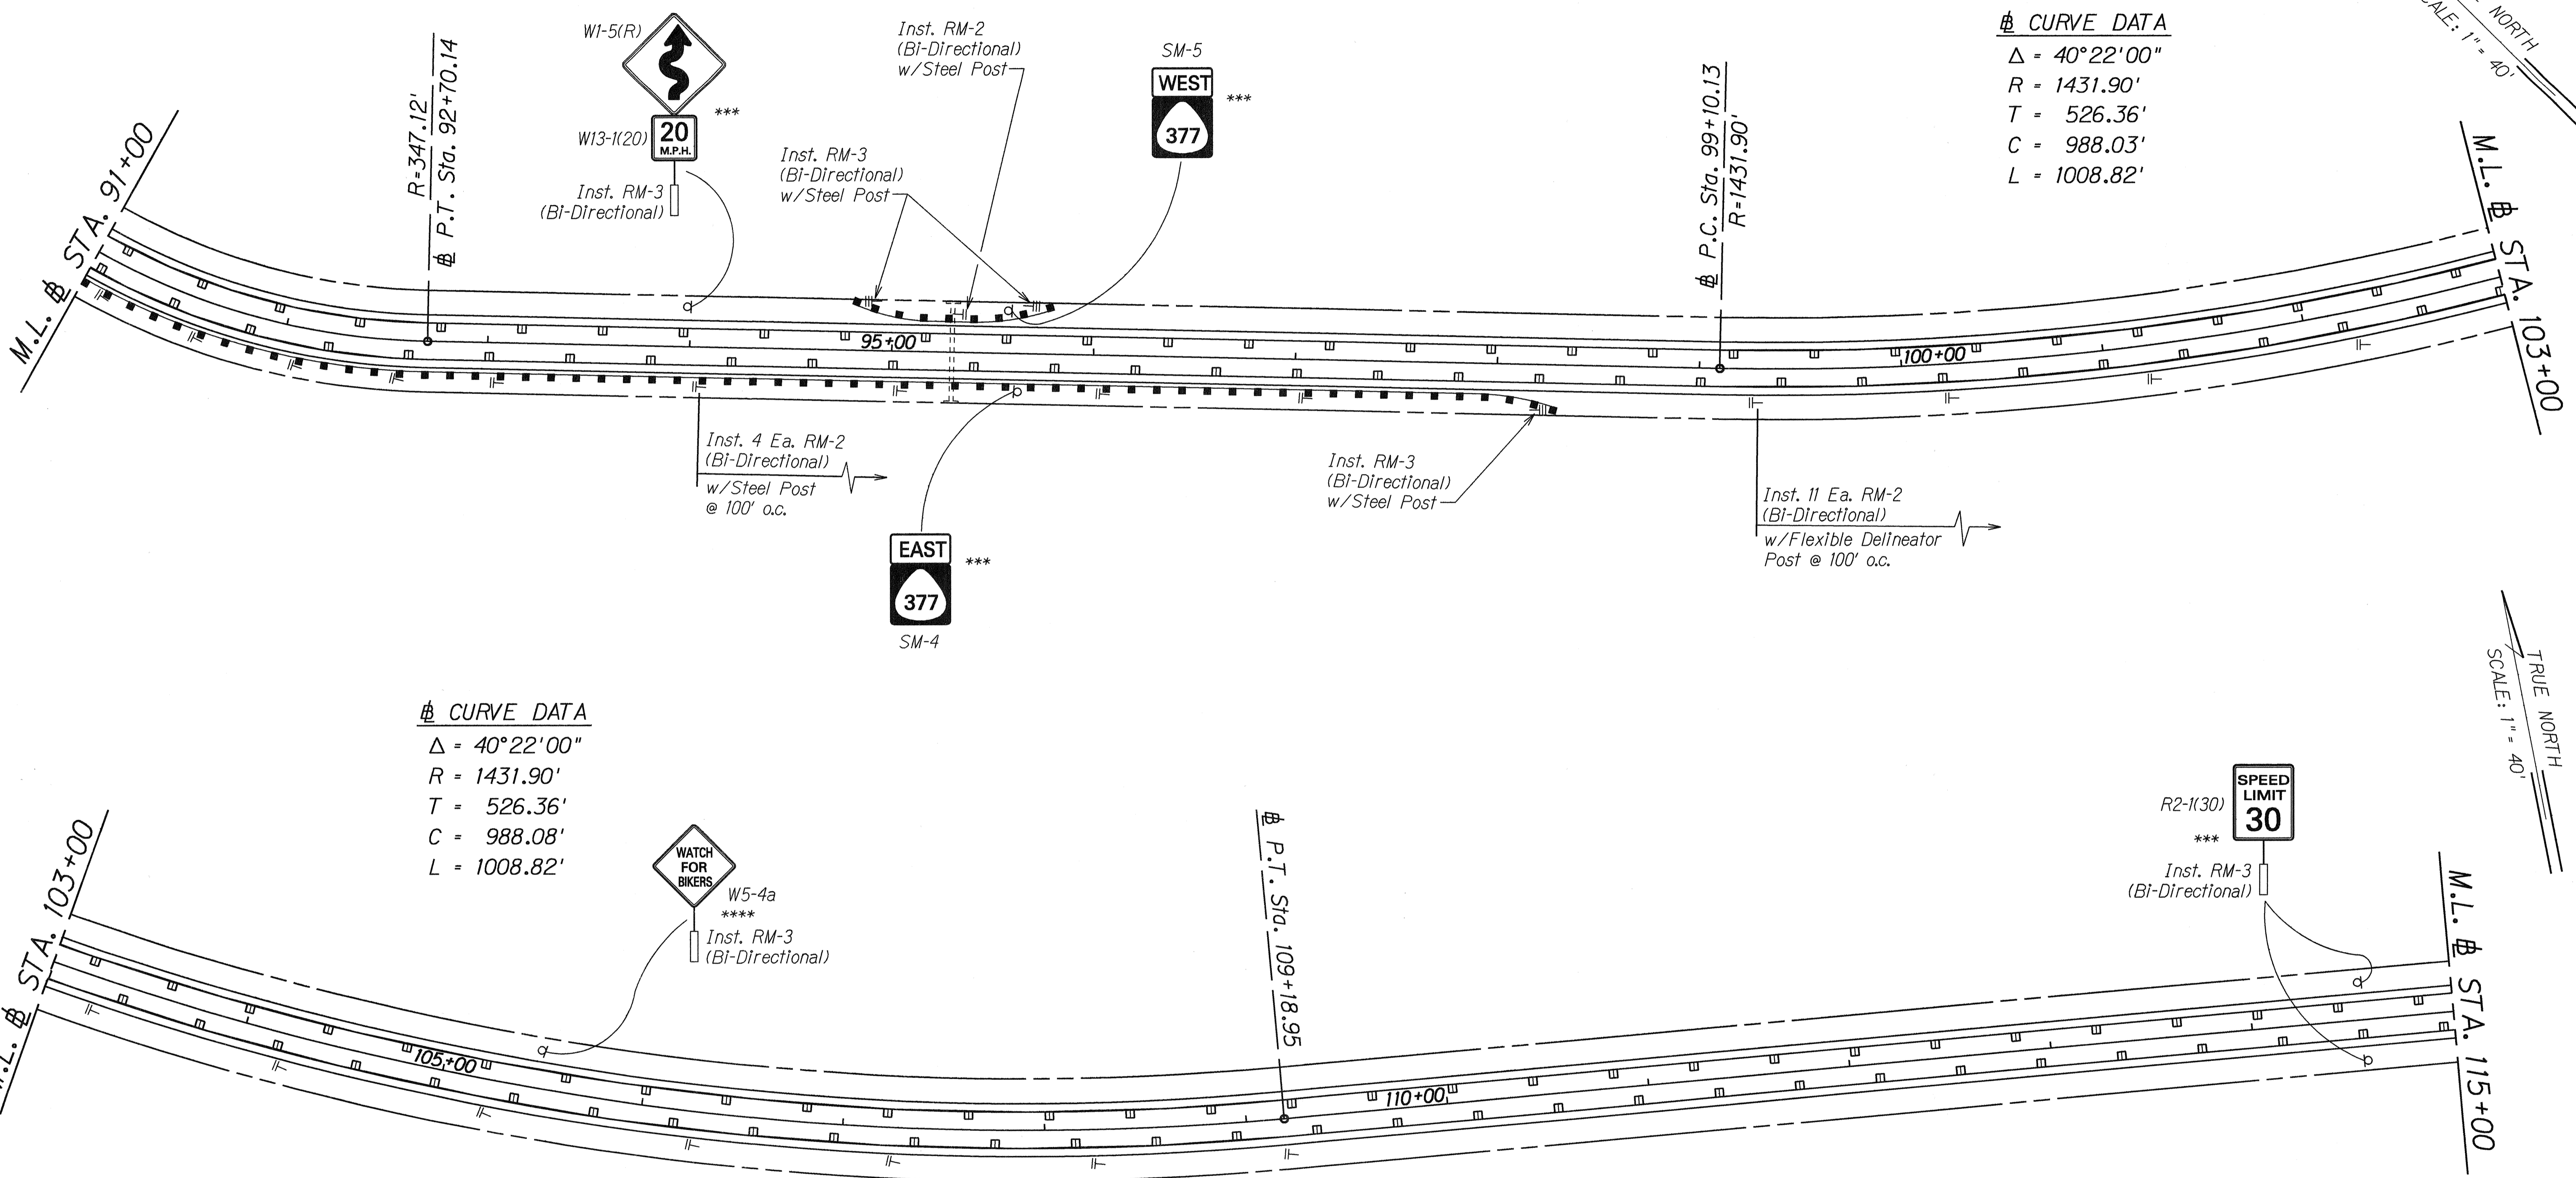 W1-5(R)
***
W13-1(20)
20
M.P.H.
Inst. RM-3
(Bi-Directional)
Inst. RM-2
(Bi-Directional)
w/Steel Post
Inst. RM-3
(Bi-Directional)
w/Steel Post
SM-5
WEST
377
***
CURVE DATA
Δ = 40°22'00"
R = 1431.90'
T = 526.36'
C = 988.03'
L = 1008.82'
NORTH
SCALE: 1" = 40'
M.L. ⅊ STA. 91+00
R=347.12'
⅊ P.T. Sta. 92+70.14
95+00
⅊ P.C. Sta. 99+10.13
R=1431.90'
100+00
M.L. ⅊ STA. 103+00
Inst. 4 Ea. RM-2
(Bi-Directional)
w/Steel Post
@ 100' o.c.
EAST
377
***
SM-4
Inst. RM-3
(Bi-Directional)
w/Steel Post
Inst. 11 Ea. RM-2
(Bi-Directional)
w/Flexible Delineator
Post @ 100' o.c.
TRUE NORTH
SCALE: 1" = 40'
CURVE DATA
Δ = 40°22'00"
R = 1431.90'
T = 526.36'
C = 988.08'
L = 1008.82'
M.L. ⅊ STA. 103+00
WATCH
FOR
BIKERS
W5-4a
****
Inst. RM-3
(Bi-Directional)
105+00
⅊ P.T. Sta. 109+18.95
110+00
SPEED
LIMIT
30
R2-1(30)
***
Inst. RM-3
(Bi-Directional)
M.L. ⅊ STA. 115+00